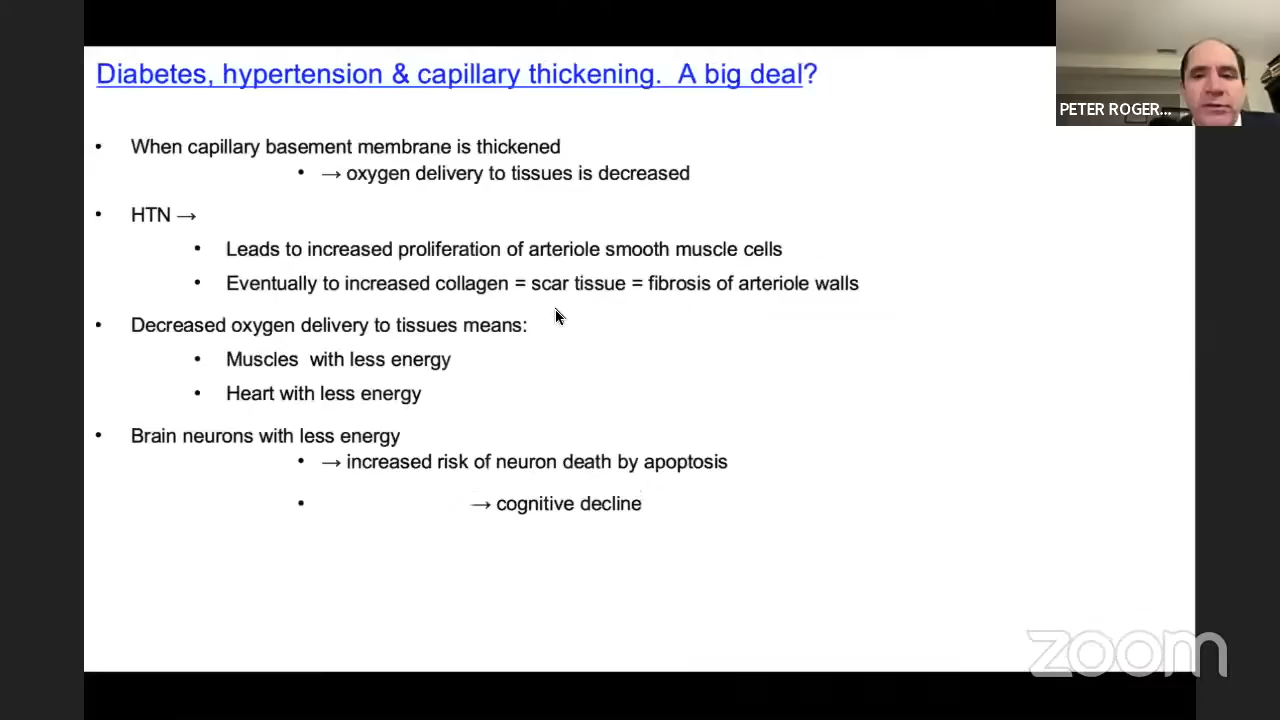 Diabetes, hypertension & capillary thickening.  A big deal?
PETER ROGER...
• When capillary basement membrane is thickened
• → oxygen delivery to tissues is decreased
• HTN →
• Leads to increased proliferation of arteriole smooth muscle cells
• Eventually to increased collagen = scar tissue = fibrosis of arteriole walls
• Decreased oxygen delivery to tissues means:
• Muscles  with less energy
• Heart with less energy
• Brain neurons with less energy
• → increased risk of neuron death by apoptosis
• → cognitive decline
zoom